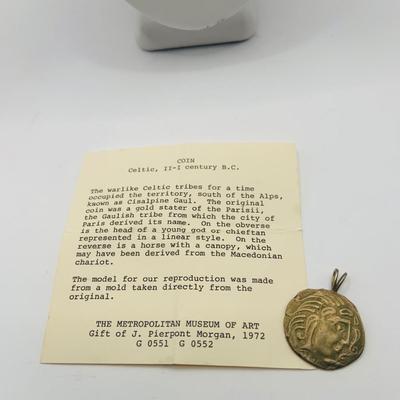 COIN
Celtic, II-I century B.C.
The warlike Celtic tribes for a time
occupied the territory, south of the Alps,
known as Cisalpine Gaul. The original
coin was a gold stater of the Parisii,
the Gaulish tribe from which the city of
Paris derived its name. On the obverse
is the head of a young god or chieftan
represented in a linear style. On the
reverse is a horse with a canopy, which
may have been derived from the Macedonian
chariot.
The model for our reproduction was made
from a mold taken directly from the
original.
THE METROPOLITAN MUSEUM OF ART
Gift of J. Pierpont Morgan, 1972
G 0551 G 0552